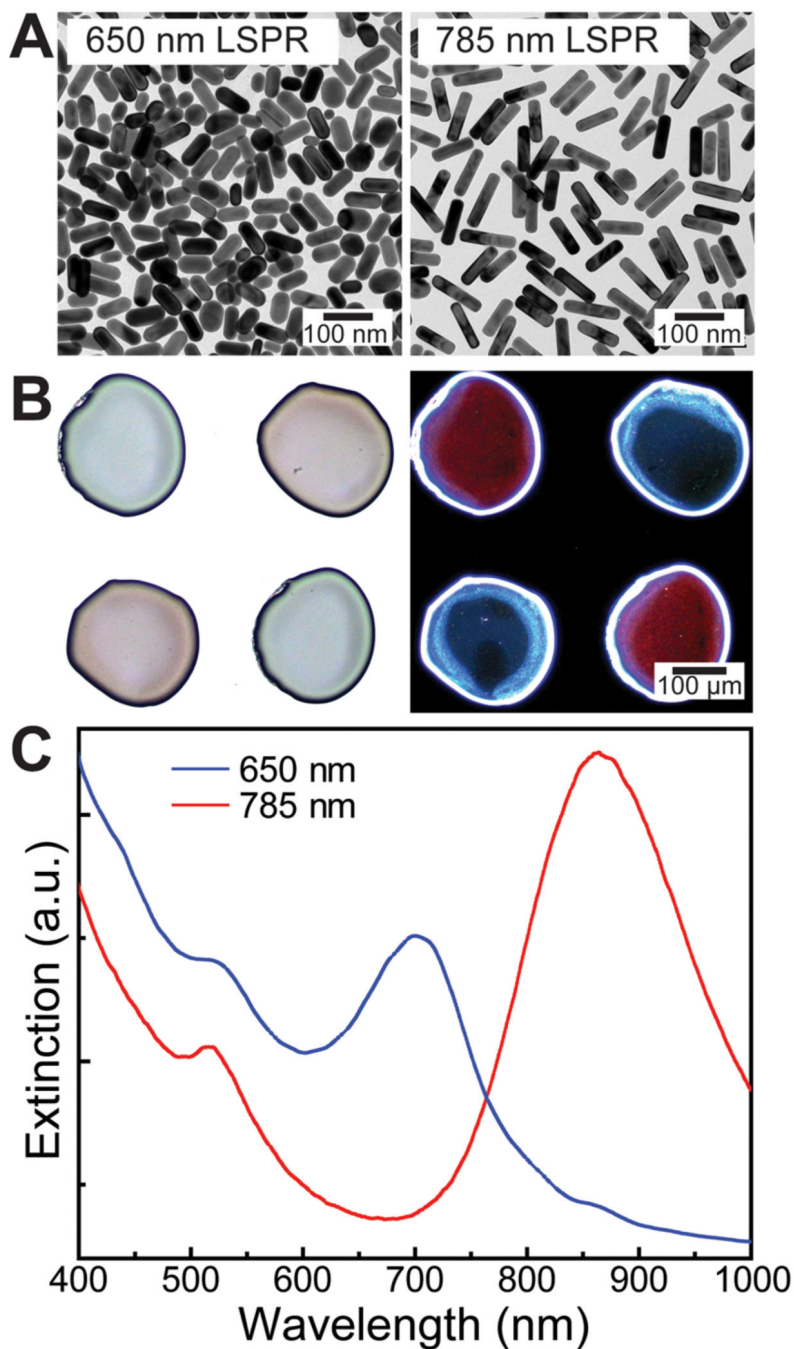 A
650 nm LSPR
785 nm LSPR
100 nm
100 nm
B
100 µm
C
650 nm
785 nm
Extinction (a.u.)
400 500 600 700 800 900 1000
Wavelength (nm)